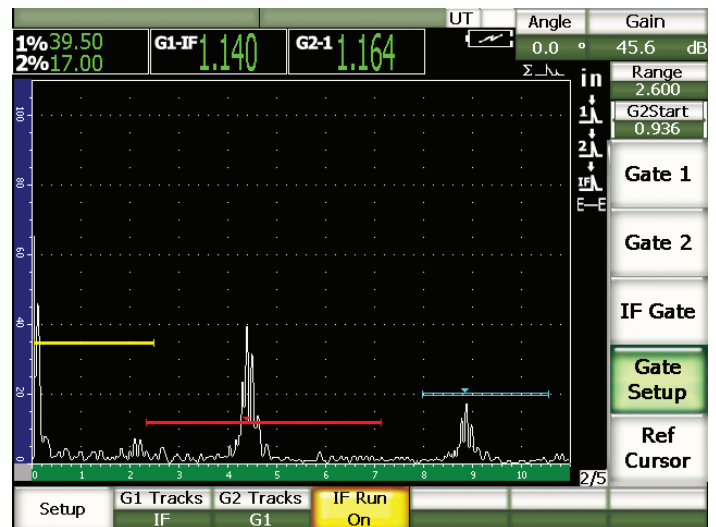 UT Angle Gain
1% 39.50 G1-IF 1.140 G2-1 1.164 0.0 ° 45.6 dB
2% 17.00
in
Range
2.600
G2Start
0.936
1
2
IF
E—E
Gate 1
Gate 2
IF Gate
Gate
Setup
Ref
Cursor
100
80
60
40
20
0
0 1 2 3 4 5 6 7 8 9 10
2/5
Setup G1 Tracks G2 Tracks IF Run
IF G1 On